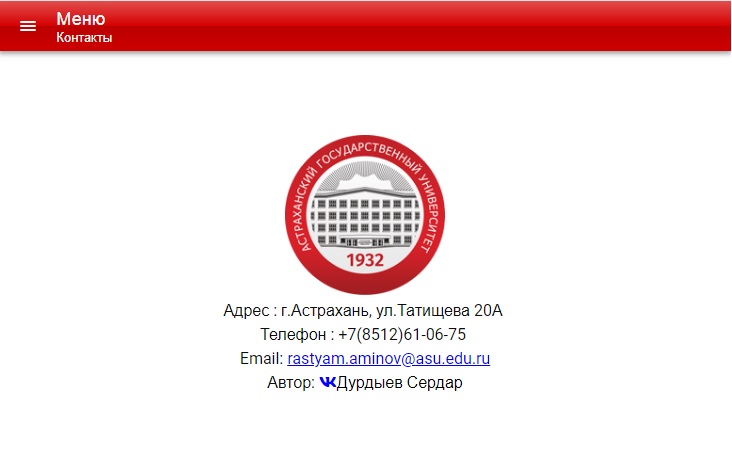 Меню
Контакты
АСТРАХАНСКИЙ ГОСУДАРСТВЕННЫЙ УНИВЕРСИТЕТ
1932
Адрес : г.Астрахань, ул.Татищева 20А
Телефон : +7(8512)61-06-75
Email: rastyam.aminov@asu.edu.ru
Автор: Дурдыев Сердар